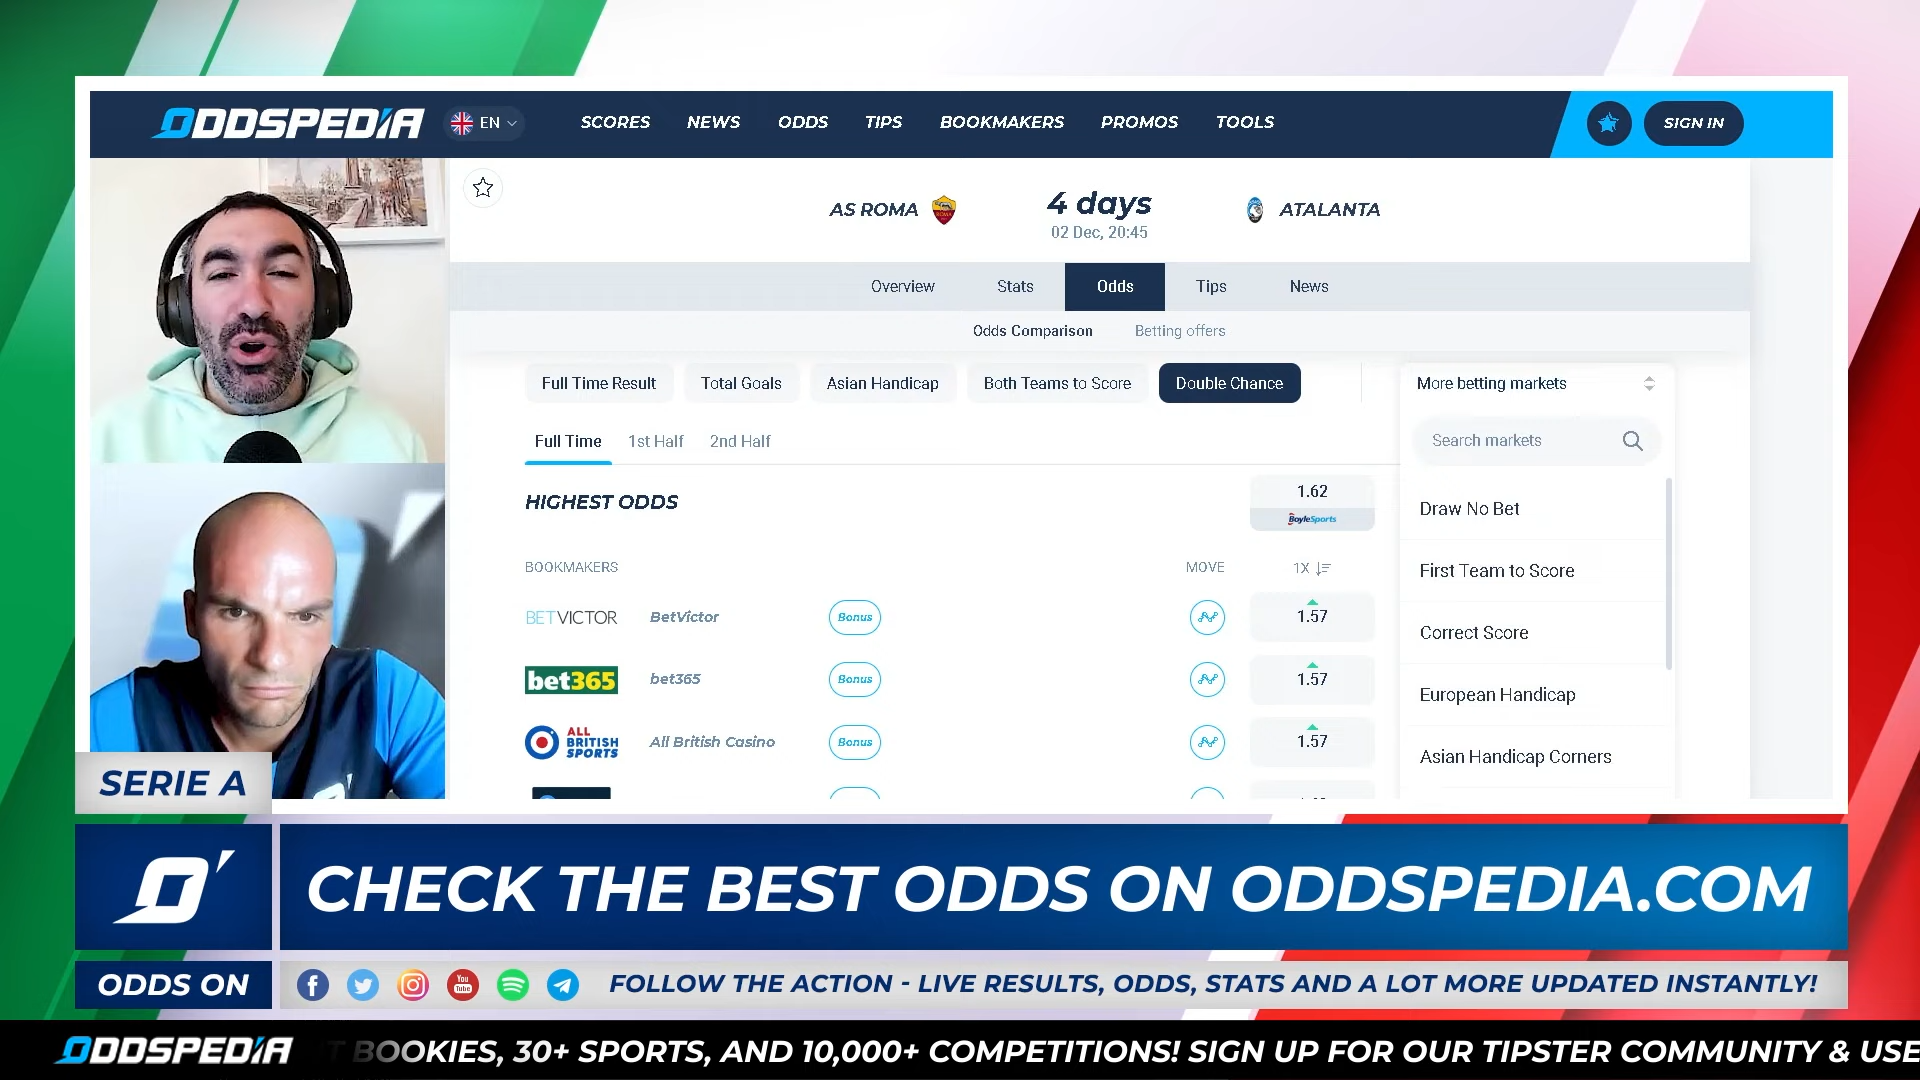 ODDSPEDIA EN SCORES NEWS ODDS TIPS BOOKMAKERS PROMOS TOOLS SIGN IN
AS ROMA 4 days ATALANTA
02 Dec, 20:45
Overview Stats Odds Tips News
Odds Comparison Betting offers
Full Time Result Total Goals Asian Handicap Both Teams to Score Double Chance More betting markets
Full Time 1st Half 2nd Half Search markets
HIGHEST ODDS 1.62
BoyleSports
Draw No Bet
BOOKMAKERS MOVE 1X
First Team to Score
BETVICTOR BetVictor Bonus 1.57
Correct Score
bet365 bet365 Bonus 1.57
European Handicap
ALL BRITISH SPORTS All British Casino Bonus 1.57
Asian Handicap Corners
SERIE A
CHECK THE BEST ODDS ON ODDSPEDIA.COM
ODDS ON You Tube FOLLOW THE ACTION - LIVE RESULTS, ODDS, STATS AND A LOT MORE UPDATED INSTANTLY!
ODDSPEDIA T BOOKIES, 30+ SPORTS, AND 10,000+ COMPETITIONS! SIGN UP FOR OUR TIPSTER COMMUNITY & USE